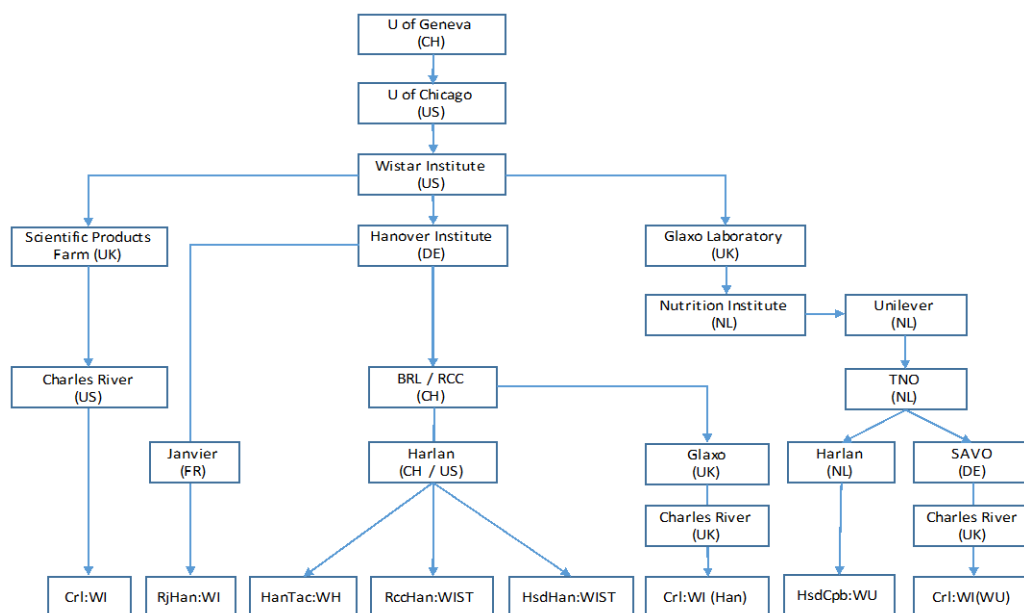 U of Geneva
(CH)
U of Chicago
(US)
Wistar Institute
(US)
Scientific Products
Farm (UK)
Hanover Institute
(DE)
Glaxo Laboratory
(UK)
Nutrition Institute
(NL)
Unilever
(NL)
Charles River
(US)
BRL / RCC
(CH)
TNO
(NL)
Janvier
(FR)
Harlan
(CH / US)
Glaxo
(UK)
Harlan
(NL)
SAVO
(DE)
Charles River
(UK)
Charles River
(UK)
Crl:WI
RjHan:WI
HanTac:WH
RccHan:WIST
HsdHan:WIST
Crl:WI (Han)
HsdCpb:WU
Crl:WI(WU)